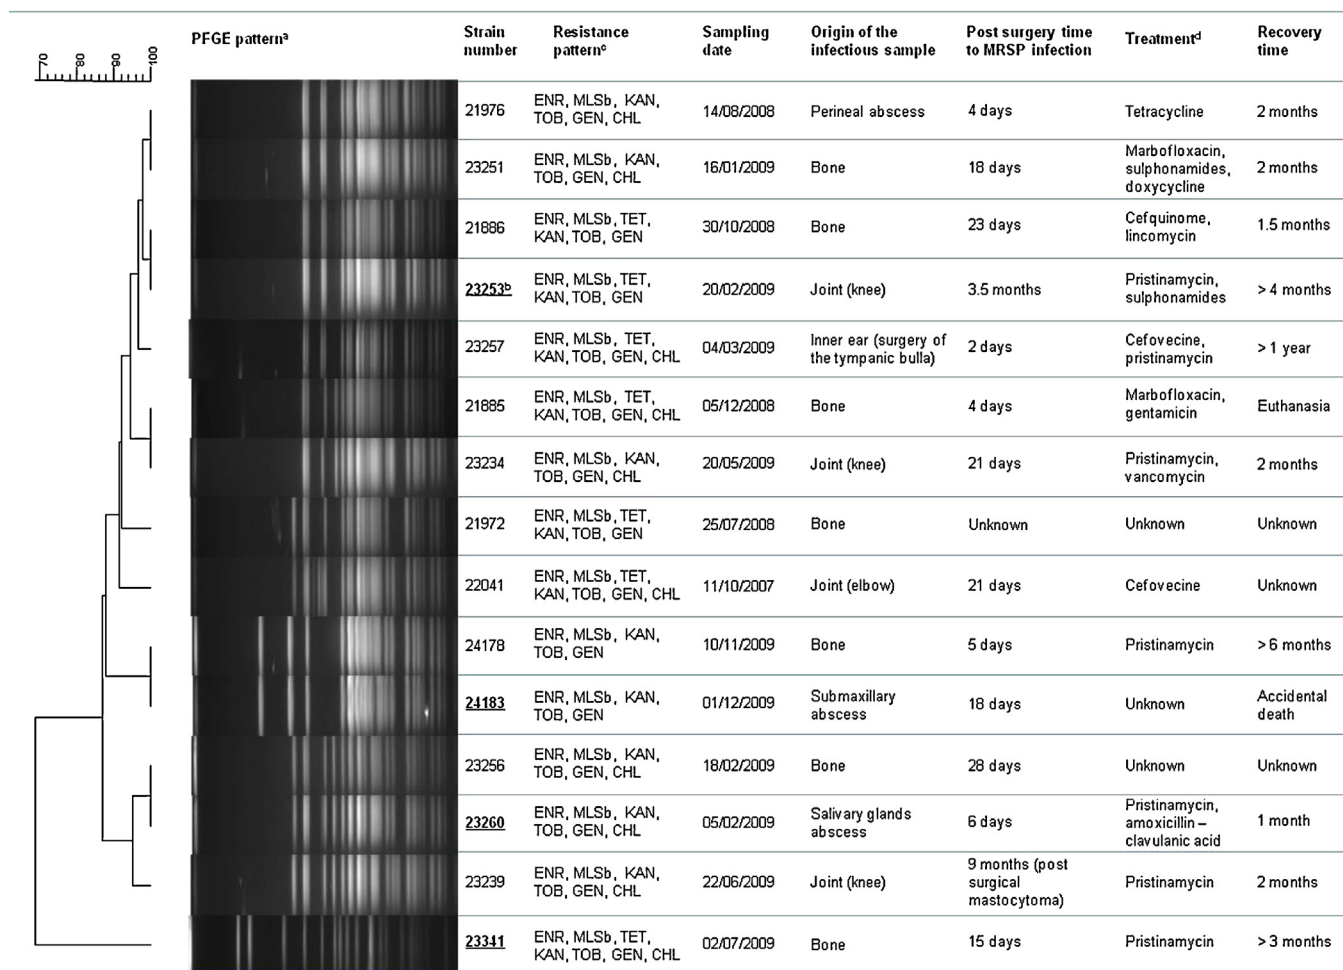 PFGE patternᵃ
Strain number
Resistance patternᶜ
Sampling date
Origin of the infectious sample
Post surgery time to MRSP infection
Treatmentᵈ
Recovery time
70 80 90 100
21976
ENR, MLSb, KAN,
TOB, GEN, CHL
14/08/2008
Perineal abscess
4 days
Tetracycline
2 months
23251
ENR, MLSb, KAN,
TOB, GEN, CHL
16/01/2009
Bone
18 days
Marbofloxacin,
sulphonamides,
doxycycline
2 months
21886
ENR, MLSb, TET,
KAN, TOB, GEN
30/10/2008
Bone
23 days
Cefquinome,
lincomycin
1.5 months
23253ᵇ
ENR, MLSb, TET,
KAN, TOB, GEN
20/02/2009
Joint (knee)
3.5 months
Pristinamycin,
sulphonamides
> 4 months
23257
ENR, MLSb, TET,
KAN, TOB, GEN, CHL
04/03/2009
Inner ear (surgery of
the tympanic bulla)
2 days
Cefovecine,
pristinamycin
> 1 year
21885
ENR, MLSb, TET,
KAN, TOB, GEN, CHL
05/12/2008
Bone
4 days
Marbofloxacin,
gentamicin
Euthanasia
23234
ENR, MLSb, KAN,
TOB, GEN, CHL
20/05/2009
Joint (knee)
21 days
Pristinamycin,
vancomycin
2 months
21972
ENR, MLSb, TET,
KAN, TOB, GEN
25/07/2008
Bone
Unknown
Unknown
Unknown
22041
ENR, MLSb, TET,
KAN, TOB, GEN, CHL
11/10/2007
Joint (elbow)
21 days
Cefovecine
Unknown
24178
ENR, MLSb, KAN,
TOB, GEN
10/11/2009
Bone
5 days
Pristinamycin
> 6 months
24183
ENR, MLSb, KAN,
TOB, GEN
01/12/2009
Submaxillary
abscess
18 days
Unknown
Accidental
death
23256
ENR, MLSb, KAN,
TOB, GEN, CHL
18/02/2009
Bone
28 days
Unknown
Unknown
23260
ENR, MLSb, KAN,
TOB, GEN, CHL
05/02/2009
Salivary glands
abscess
6 days
Pristinamycin,
amoxicillin –
clavulanic acid
1 month
23239
ENR, MLSb, KAN,
TOB, GEN, CHL
22/06/2009
Joint (knee)
9 months (post
surgical
mastocytoma)
Pristinamycin
2 months
23341
ENR, MLSb, TET,
KAN, TOB, GEN, CHL
02/07/2009
Bone
15 days
Pristinamycin
> 3 months